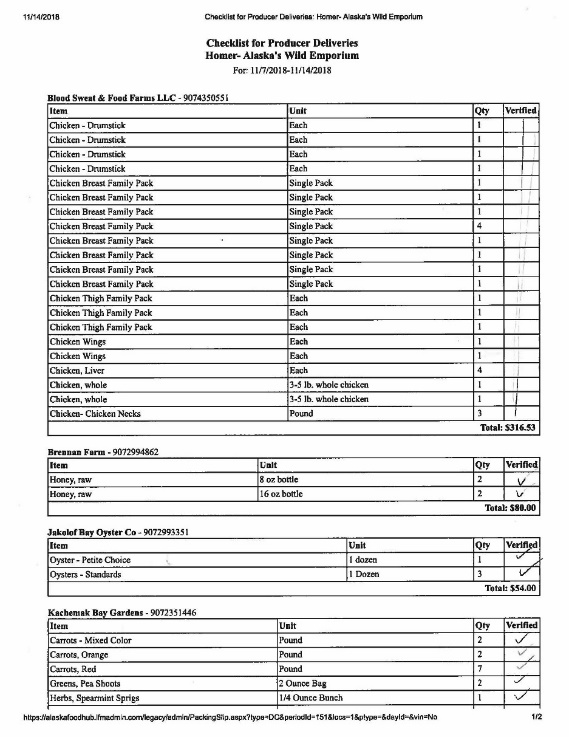 11/14/2018 Checklist for Producer Deliveries: Homer- Alaska's Wild Emporium
Checklist for Producer Deliveries
Homer- Alaska's Wild Emporium
For: 11/7/2018-11/14/2018
Blood Sweat & Food Farms LLC - 9074350551
Item Unit Qty Verified
Chicken - Drumstick Each 1
Chicken - Drumstick Each 1
Chicken - Drumstick Each 1
Chicken - Drumstick Each 1
Chicken Breast Family Pack Single Pack 1
Chicken Breast Family Pack Single Pack 1
Chicken Breast Family Pack Single Pack 1
Chicken Breast Family Pack Single Pack 4
Chicken Breast Family Pack Single Pack 1
Chicken Breast Family Pack Single Pack 1
Chicken Breast Family Pack Single Pack 1
Chicken Breast Family Pack Single Pack 1
Chicken Thigh Family Pack Each 1
Chicken Thigh Family Pack Each 1
Chicken Thigh Family Pack Each 1
Chicken Wings Each 1
Chicken Wings Each 1
Chicken, Liver Each 4
Chicken, whole 3-5 lb. whole chicken 1
Chicken, whole 3-5 lb. whole chicken 1
Chicken- Chicken Necks Pound 3
Total: $316.53
Brennan Farm - 9072994862
Item Unit Qty Verified
Honey, raw 8 oz bottle 2 ✓
Honey, raw 16 oz bottle 2 ✓
Total: $80.00
Jakolof Bay Oyster Co - 9072993351
Item Unit Qty Verified
Oyster - Petite Choice 1 dozen 1 ✓
Oysters - Standards 1 Dozen 3 ✓
Total: $54.00
Kachemak Bay Gardens - 9072351446
Item Unit Qty Verified
Carrots - Mixed Color Pound 2 ✓
Carrots, Orange Pound 2 ✓
Carrots, Red Pound 7 ✓
Greens, Pea Shoots 2 Ounce Bag 2 ✓
Herbs, Spearmint Sprigs 1/4 Ounce Bunch 1 ✓
https://alaskafoodhub.lfmadmin.com/legacy/admin/PackingSlip.aspx?type=DC&periodId=151&locs=1&ptype=&dayId=&vin=No 1/2